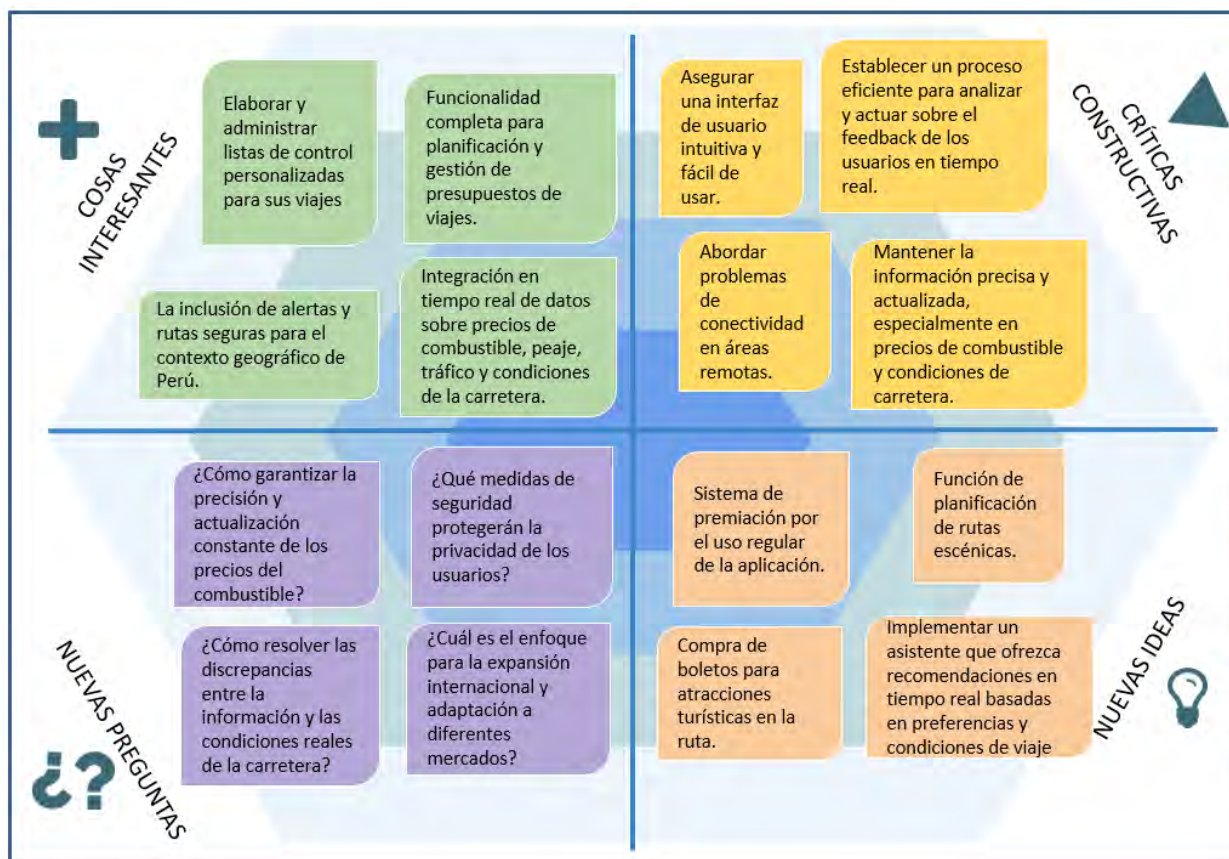 COSAS
INTERESANTES
Elaborar y
administrar
listas de control
personalizadas
para sus viajes
Funcionalidad
completa para
planificación y
gestión de
presupuestos de
viajes.
La inclusión de alertas y
rutas seguras para el
contexto geográfico de
Perú.
Integración en
tiempo real de datos
sobre precios de
combustible, peaje,
tráfico y condiciones
de la carretera.
CRÍTICAS
CONSTRUCTIVAS
Asegurar
una interfaz
de usuario
intuitiva y
fácil de
usar.
Establecer un proceso
eficiente para analizar
y actuar sobre el
feedback de los
usuarios en tiempo
real.
Abordar
problemas
de
conectividad
en áreas
remotas.
Mantener la
información precisa y
actualizada,
especialmente en
precios de combustible
y condiciones de
carretera.
NUEVAS PREGUNTAS
¿?
¿Cómo garantizar la
precisión y
actualización
constante de los
precios del
combustible?
¿Qué medidas de
seguridad
protegerán la
privacidad de los
usuarios?
¿Cómo resolver las
discrepancias
entre la
información y las
condiciones reales
de la carretera?
¿Cuál es el enfoque
para la expansión
internacional y
adaptación a
diferentes
mercados?
NUEVAS IDEAS
Sistema de
premiación por
el uso regular
de la aplicación.
Función de
planificación
de rutas
escénicas.
Compra de
boletos para
atracciones
turísticas en la
ruta.
Implementar un
asistente que ofrezca
recomendaciones en
tiempo real basadas
en preferencias y
condiciones de viaje